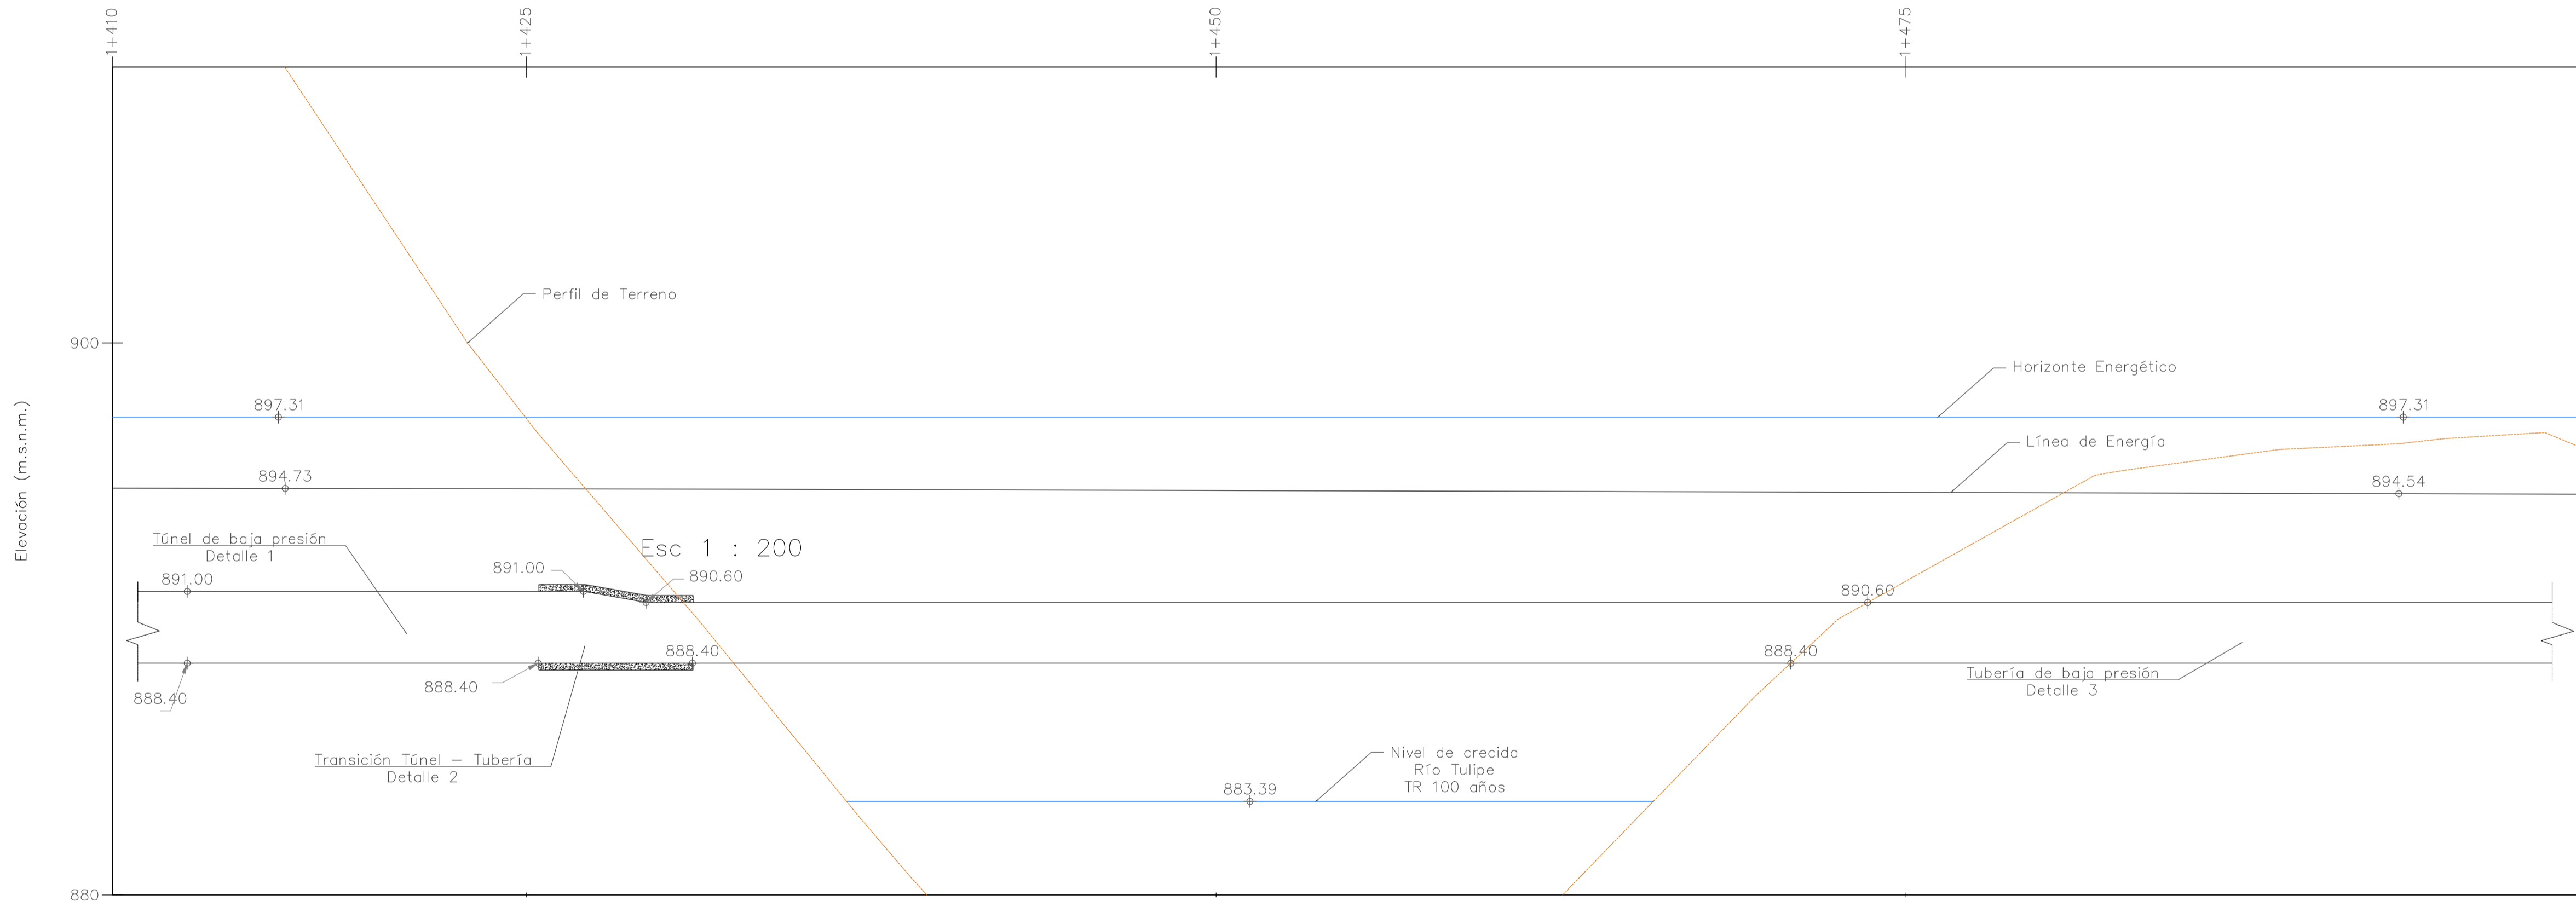 1+410
1+425
1+450
1+475
Perfil de Terreno
900
Horizonte Energético
897.31
897.31
Línea de Energía
894.73
894.54
Elevación (m.s.n.m.)
Túnel de baja presión
Detalle 1
Esc 1 : 200
891.00
891.00
890.60
890.60
888.40
888.40
888.40
888.40
Tubería de baja presión
Detalle 3
Transición Túnel – Tubería
Detalle 2
Nivel de crecida
Río Tulipe
TR 100 años
883.39
880